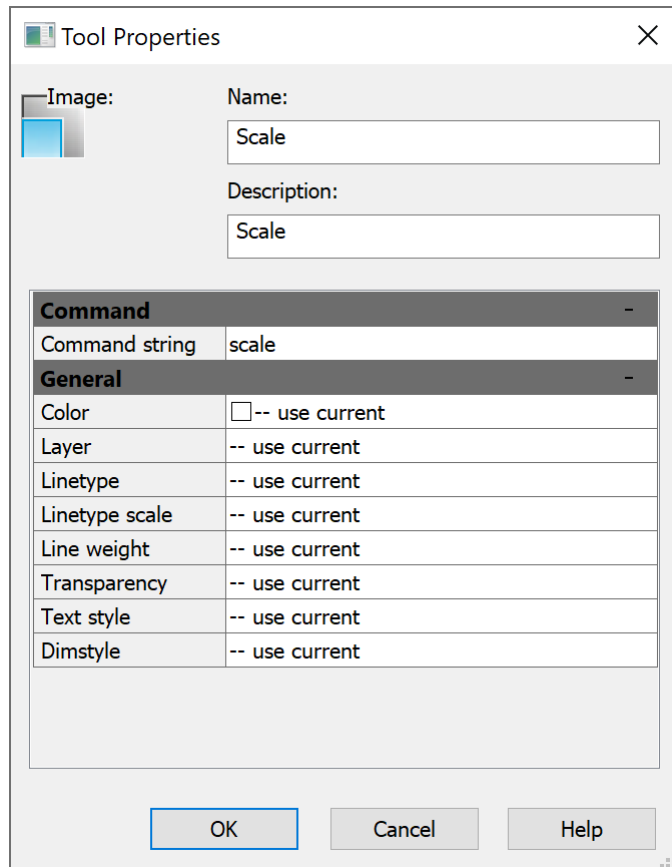 Tool Properties
Image:
Name:
Scale
Description:
Scale
Command -
Command string scale
General -
Color -- use current
Layer -- use current
Linetype -- use current
Linetype scale -- use current
Line weight -- use current
Transparency -- use current
Text style -- use current
Dimstyle -- use current
OK Cancel Help